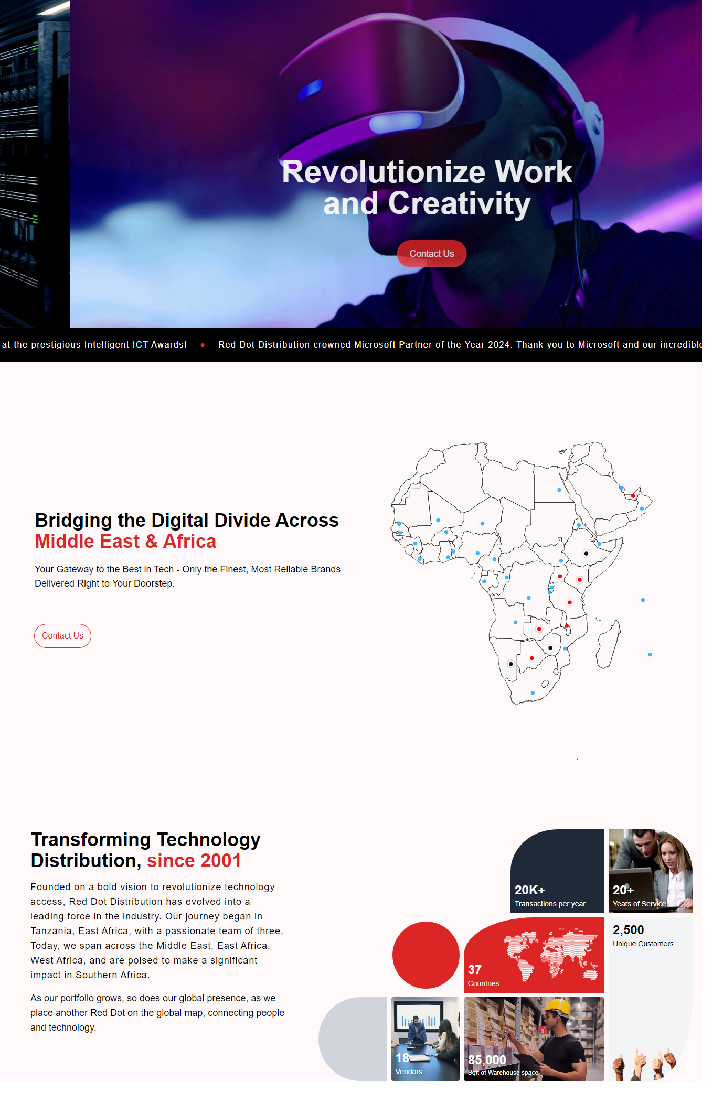 Revolutionize Work
and Creativity
Contact Us
at the prestigious Intelligent ICT Awards! • Red Dot Distribution crowned Microsoft Partner of the Year 2024. Thank you to Microsoft and our incredible
Bridging the Digital Divide Across
Middle East & Africa
Your Gateway to the Best in Tech - Only the Finest, Most Reliable Brands
Delivered Right to Your Doorstep.
Contact Us
Transforming Technology
Distribution, since 2001
Founded on a bold vision to revolutionize technology
access, Red Dot Distribution has evolved into a
leading force in the industry. Our journey began in
Tanzania, East Africa, with a passionate team of three.
Today, we span across the Middle East, East Africa,
West Africa, and are poised to make a significant
impact in Southern Africa.
As our portfolio grows, so does our global presence, as we
place another Red Dot on the global map, connecting people
and technology.
20K+
Transactions per year
20+
Years of Service
2,500
Unique Customers
37
Countries
18
Vendors
85,000
Sqft of Warehouse space